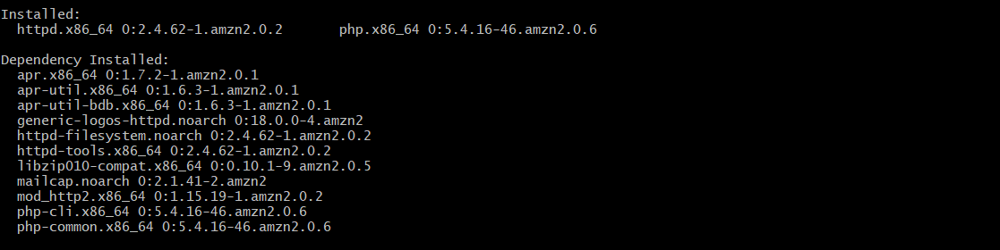 Installed:
httpd.x86_64 0:2.4.62-1.amzn2.0.2 php.x86_64 0:5.4.16-46.amzn2.0.6
Dependency Installed:
apr.x86_64 0:1.7.2-1.amzn2.0.1
apr-util.x86_64 0:1.6.3-1.amzn2.0.1
apr-util-bdb.x86_64 0:1.6.3-1.amzn2.0.1
generic-logos-httpd.noarch 0:18.0.0-4.amzn2
httpd-filesystem.noarch 0:2.4.62-1.amzn2.0.2
httpd-tools.x86_64 0:2.4.62-1.amzn2.0.2
libzip010-compat.x86_64 0:0.10.1-9.amzn2.0.5
mailcap.noarch 0:2.1.41-2.amzn2
mod_http2.x86_64 0:1.15.19-1.amzn2.0.2
php-cli.x86_64 0:5.4.16-46.amzn2.0.6
php-common.x86_64 0:5.4.16-46.amzn2.0.6